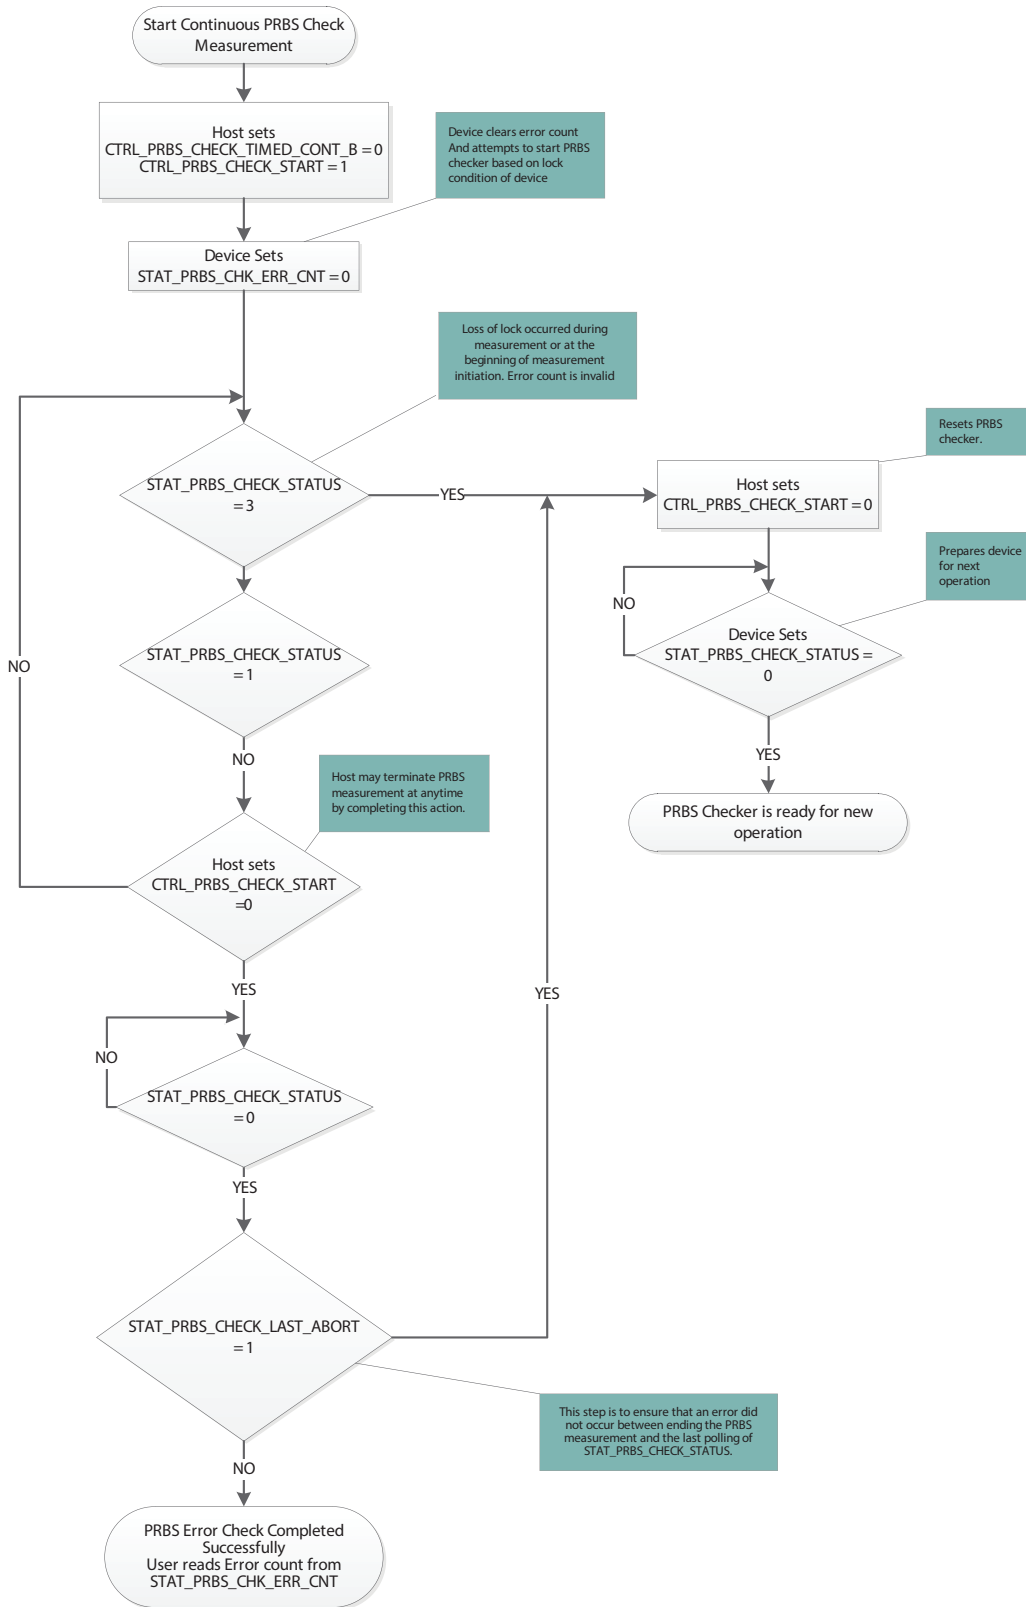 Start Continuous PRBS Check
Measurement
Host sets
CTRL_PRBS_CHECK_TIMED_CONT_B = 0
CTRL_PRBS_CHECK_START = 1
Device clears error count
And attempts to start PRBS
checker based on lock
condition of device
Device Sets
STAT_PRBS_CHK_ERR_CNT = 0
Loss of lock occurred during
measurement or at the
beginning of measurement
initiation. Error count is invalid
STAT_PRBS_CHECK_STATUS
= 3
YES
Host sets
CTRL_PRBS_CHECK_START = 0
Resets PRBS
checker.
Prepares device
for next
operation
NO
Device Sets
STAT_PRBS_CHECK_STATUS =
0
YES
PRBS Checker is ready for new
operation
STAT_PRBS_CHECK_STATUS
= 1
NO
NO
Host may terminate PRBS
measurement at anytime
by completing this action.
Host sets
CTRL_PRBS_CHECK_START
=0
YES
NO
STAT_PRBS_CHECK_STATUS
= 0
YES
YES
STAT_PRBS_CHECK_LAST_ABORT
= 1
This step is to ensure that an error did
not occur between ending the PRBS
measurement and the last polling of
STAT_PRBS_CHECK_STATUS.
NO
PRBS Error Check Completed
Successfully
User reads Error count from
STAT_PRBS_CHK_ERR_CNT